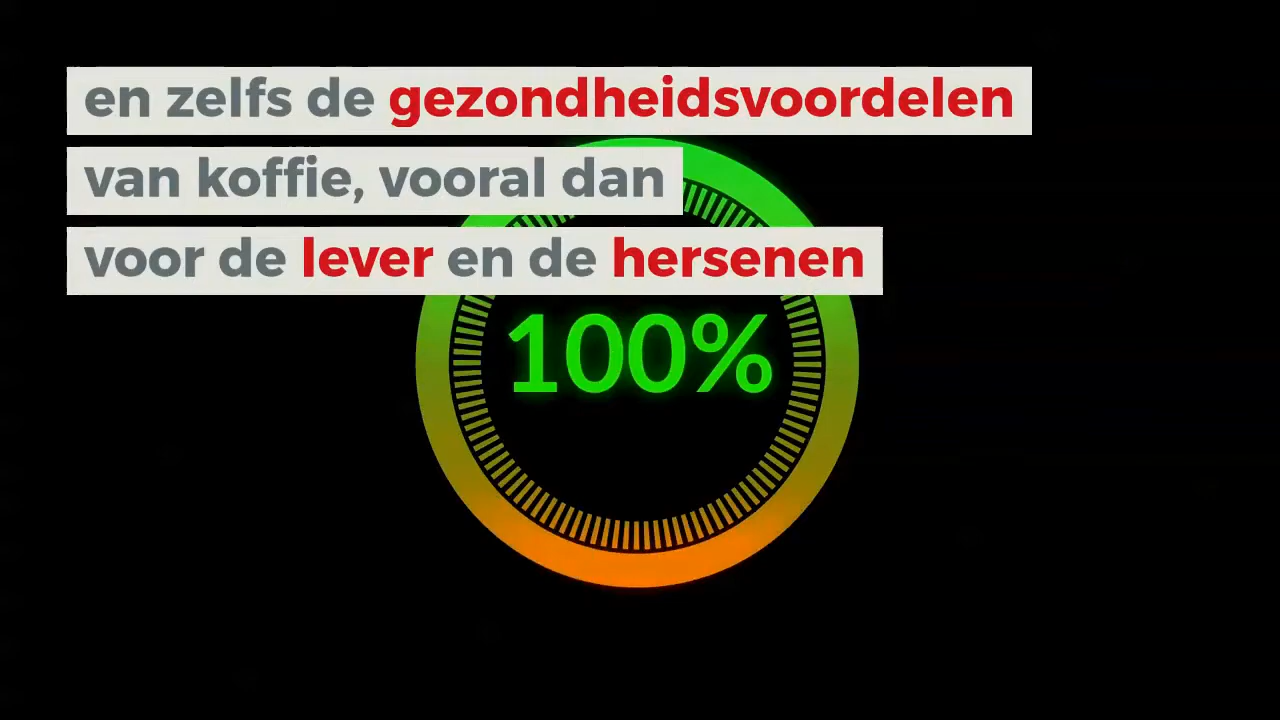 en zelfs de gezondheidsvoordelen
van koffie, vooral dan
voor de lever en de hersenen
100%